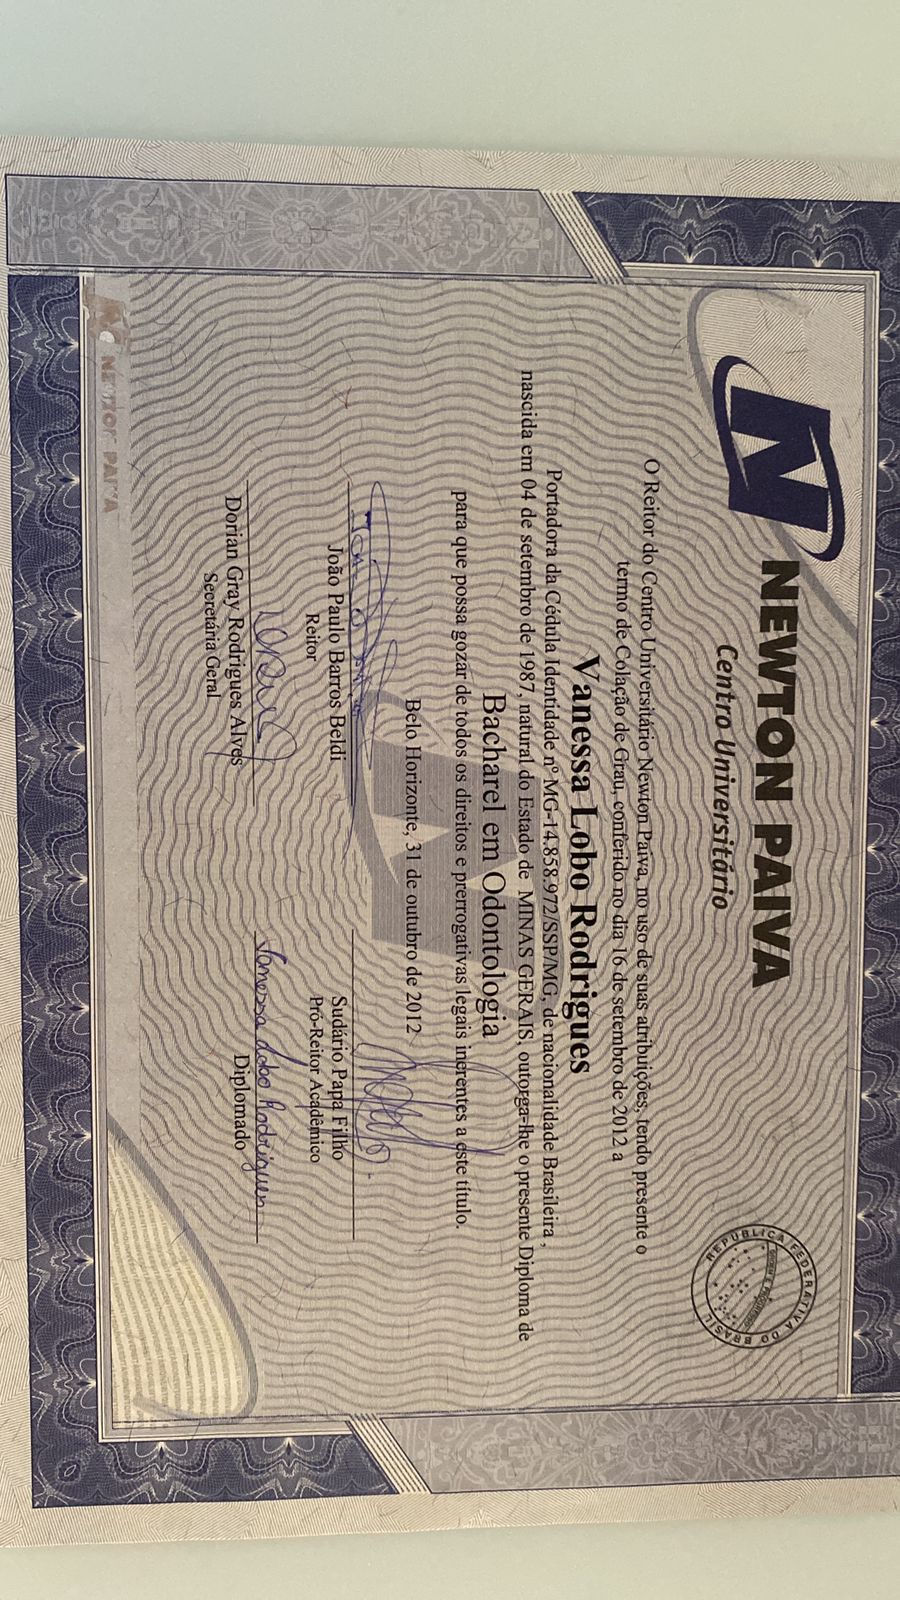 NEWTON PAIVA
Centro Universitário
REPÚBLICA FEDERATIVA DO BRASIL
ORDEM E PROGRESSO
O Reitor do Centro Universitário Newton Paiva, no uso de suas atribuições, tendo presente o
termo de Colação de Grau, conferido no dia 16 de setembro de 2012 a
Vanessa Lobo Rodrigues
Portadora da Cédula Identidade nº MG-14.858.972/SSP/MG, de nacionalidade Brasileira ,
nascida em 04 de setembro de 1987, natural do Estado de MINAS GERAIS, outorga-lhe o presente Diploma de
Bacharel em Odontologia
para que possa gozar de todos os direitos e prerrogativas legais inerentes a este título.
Belo Horizonte, 31 de outubro de 2012
João Paulo Barros Beldi
Reitor
Sudário Papa Filho
Pró-Reitor Acadêmico
Vanessa Lobo Rodrigues
Dorian Gray Rodrigues Alves
Secretária Geral
Diplomado
NEWTON PAIVA